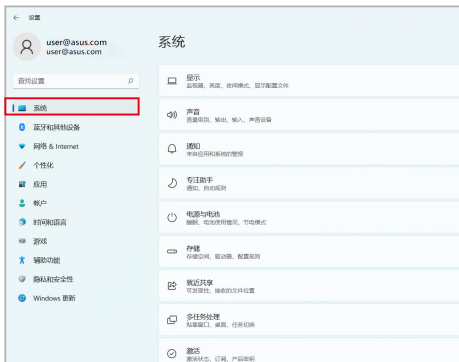 设置
user@asus.com
user@asus.com
查找设置
系统
蓝牙和其他设备
网络 & Internet
个性化
应用
帐户
时间和语言
游戏
辅助功能
隐私和安全性
Windows 更新
系统
显示
监视器、亮度、夜间模式、显示配置文件
声音
音量级别、输出、输入、声音设备
通知
来自应用和系统的警报
专注助手
通知、自动规则
电源与电池
睡眠、电池使用情况、节电模式
存储
存储空间、驱动器、配置规则
就近共享
可发现性、接收的文件位置
多任务处理
贴靠窗口、桌面、任务切换
激活
激活状态、订阅、产品密钥